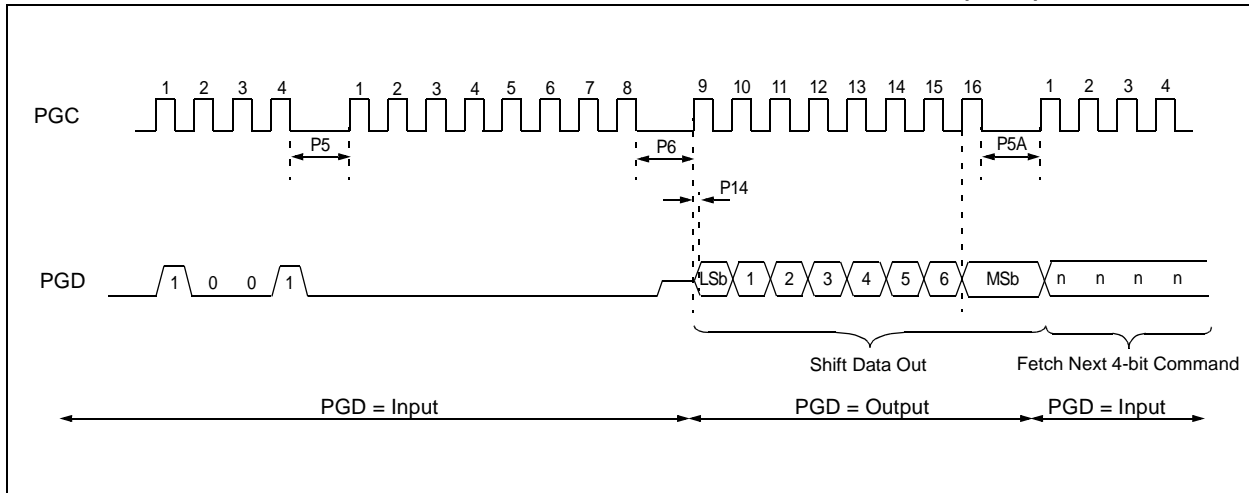 1 2 3 4 1 2 3 4 5 6 7 8 9 10 11 12 13 14 15 16 1 2 3 4
PGC
P5 P6 P5A
P14
PGD 1 0 0 1 LSb 1 2 3 4 5 6 MSb n n n n
Shift Data Out Fetch Next 4-bit Command
PGD = Input PGD = Output PGD = Input